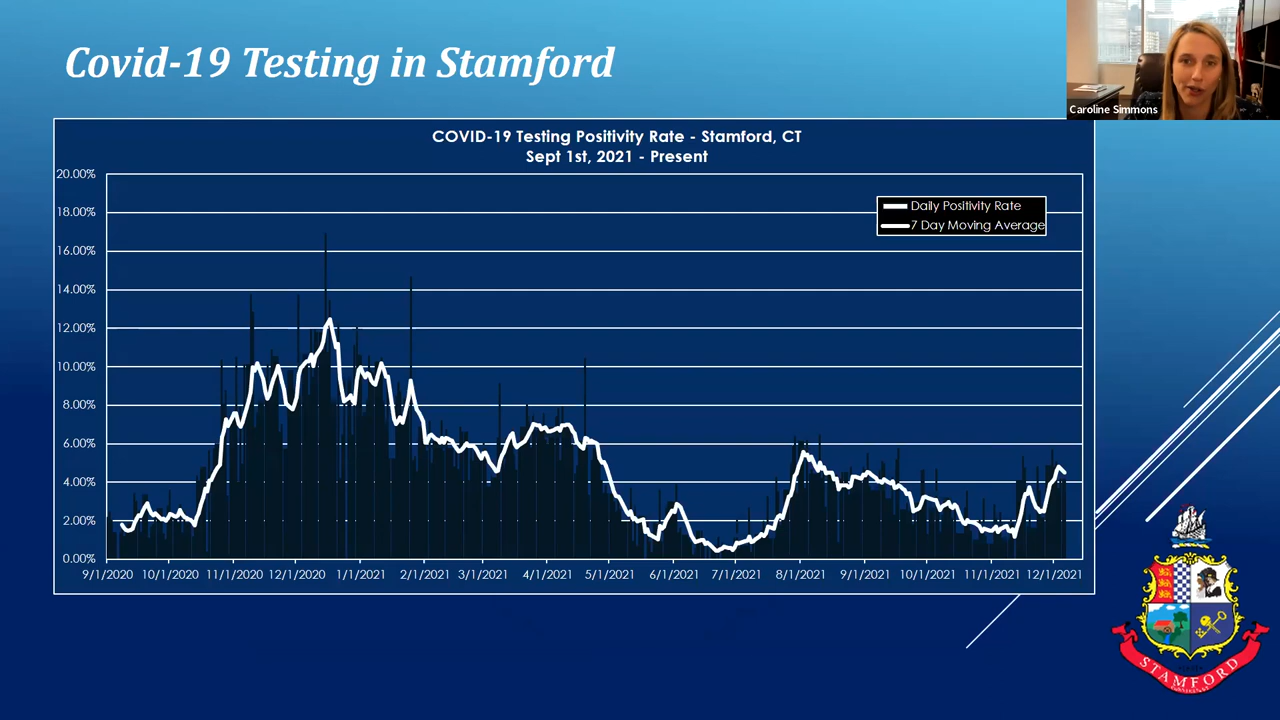 Covid-19 Testing in Stamford
Caroline Simmons
COVID-19 Testing Positivity Rate - Stamford, CT
Sept 1st, 2021 - Present
20.00%
18.00%
16.00%
14.00%
12.00%
10.00%
8.00%
6.00%
4.00%
2.00%
0.00%
Daily Positivity Rate
7 Day Moving Average
9/1/2020 10/1/2020 11/1/2020 12/1/2020 1/1/2021 2/1/2021 3/1/2021 4/1/2021 5/1/2021 6/1/2021 7/1/2021 8/1/2021 9/1/2021 10/1/2021 11/1/2021 12/1/2021
STAMFORD